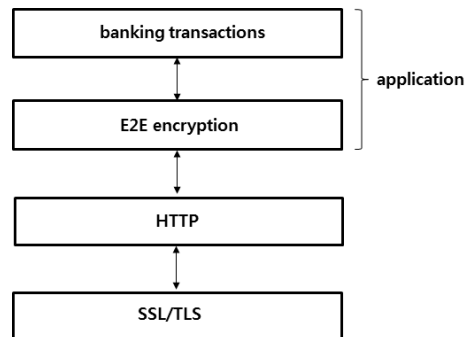 banking transactions
application
E2E encryption
HTTP
SSL/TLS